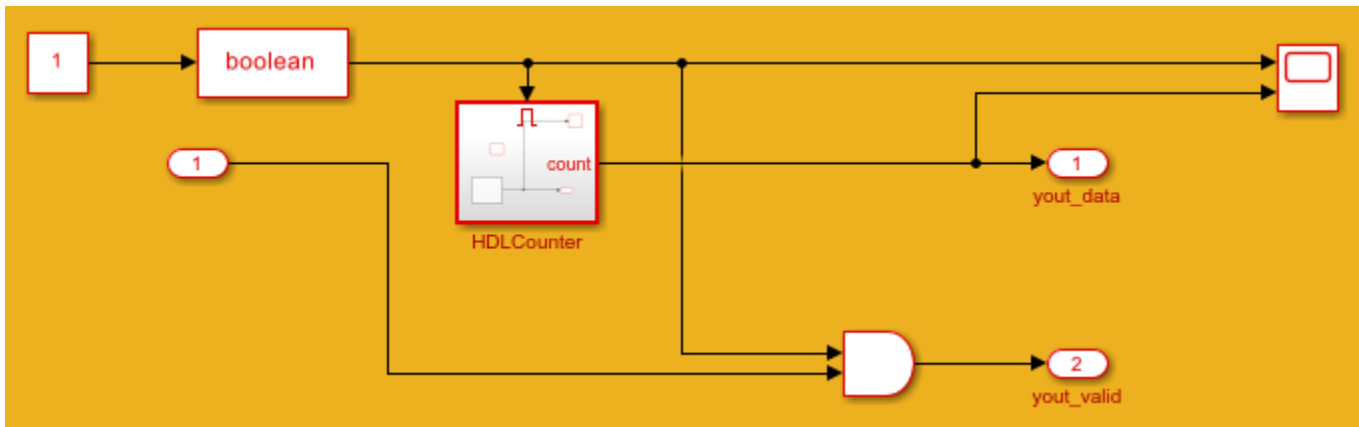 1
boolean
1
count
HDLCounter
1
yout_data
2
yout_valid